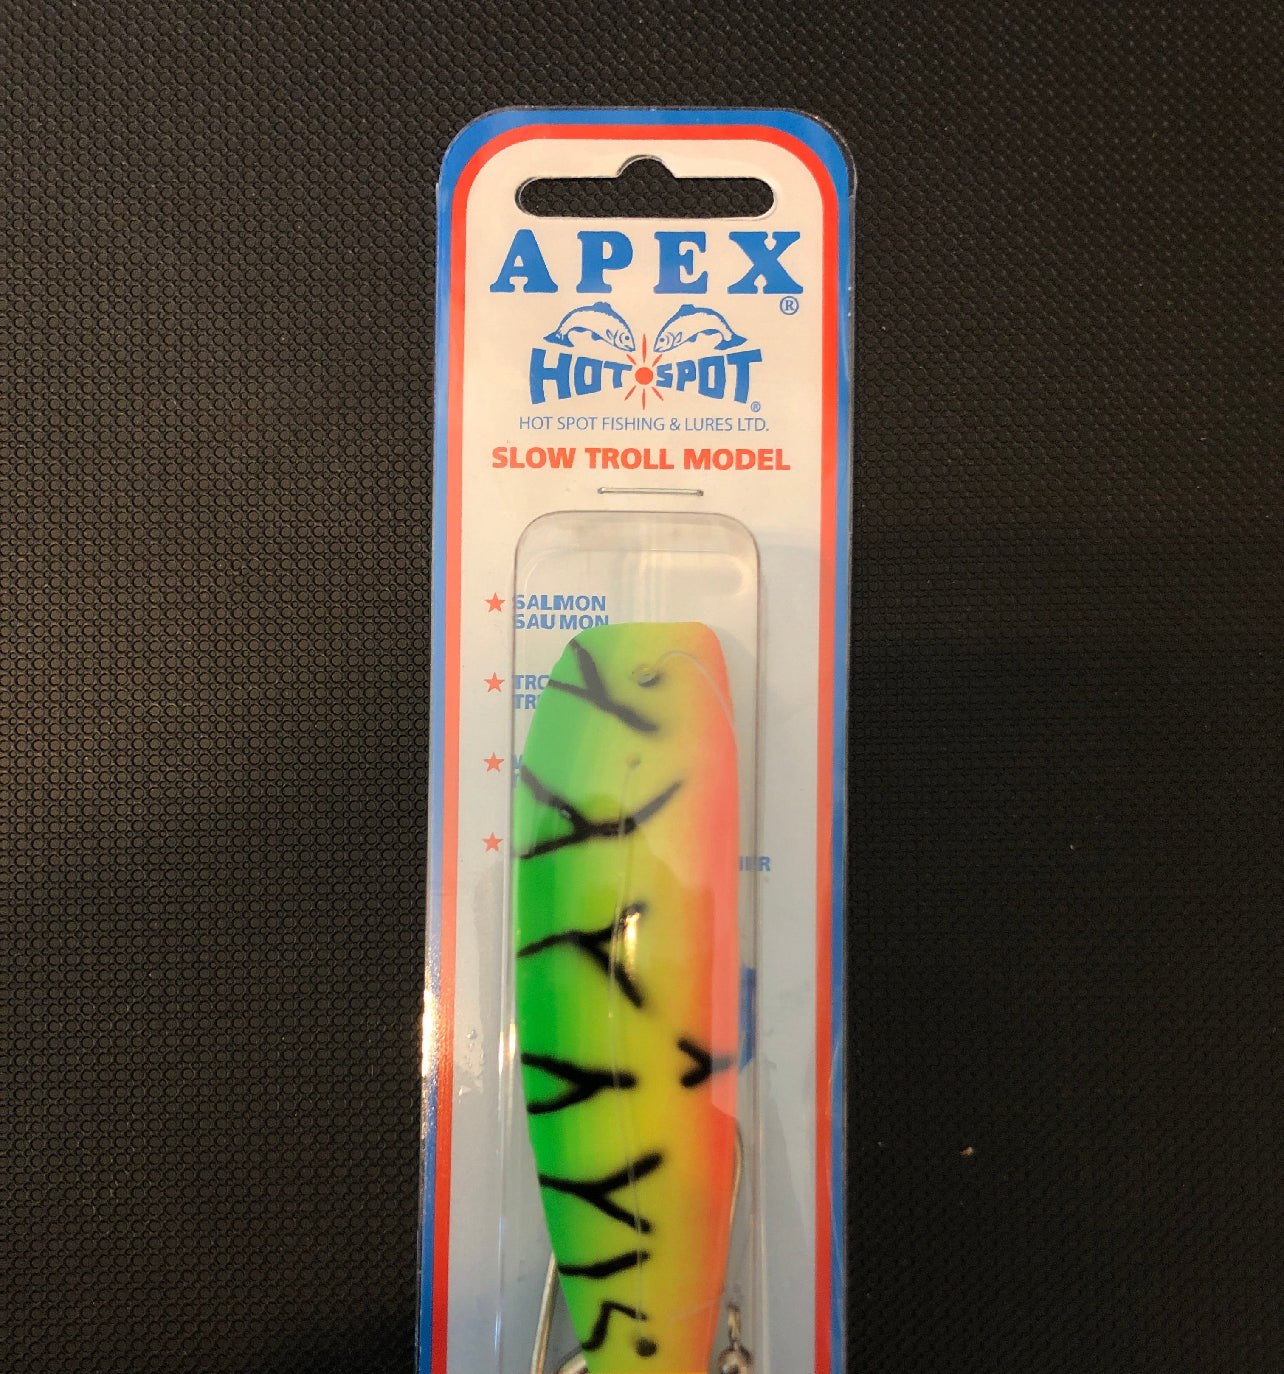 APEX®
HOT SPOT®
HOT SPOT FISHING & LURES LTD.
SLOW TROLL MODEL
SALMON
SAUMON